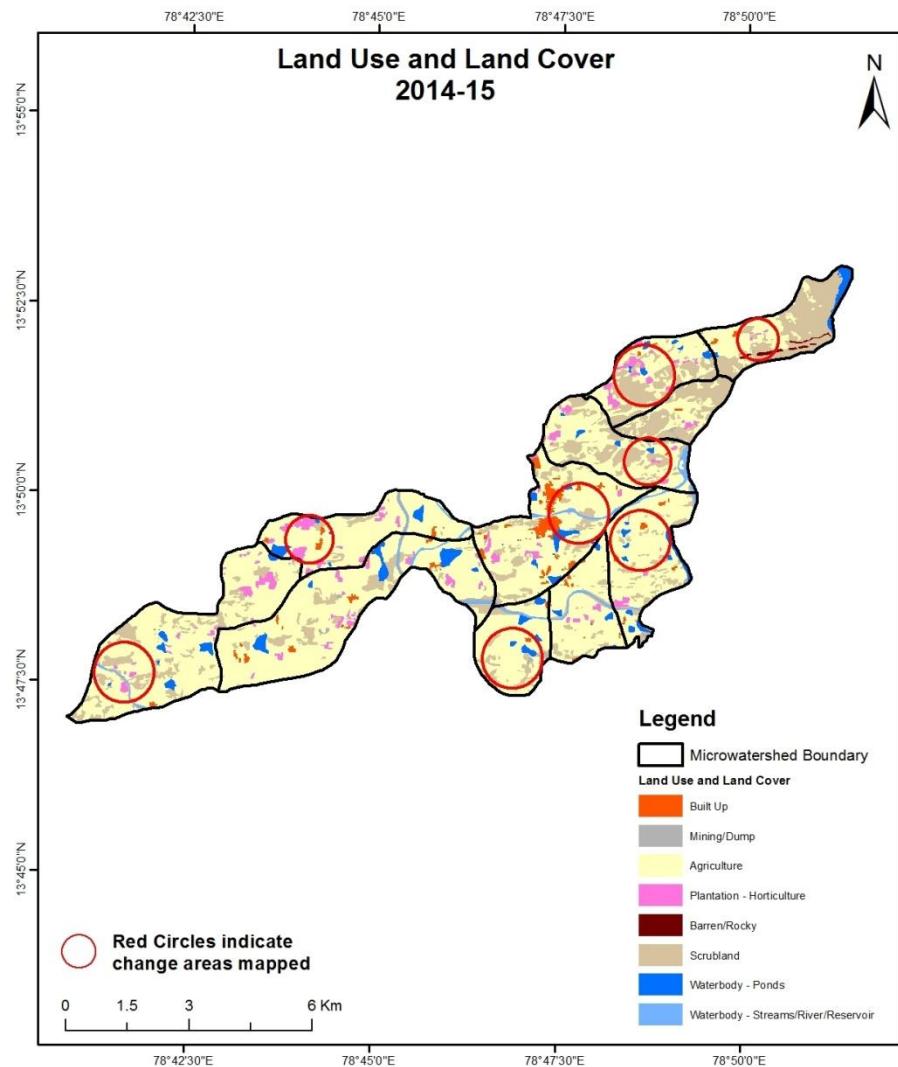 78°42'30"E 78°45'0"E 78°47'30"E 78°50'0"E
Land Use and Land Cover
2014-15
N
13°55'0"N
13°52'30"N
13°50'0"N
13°47'30"N
13°45'0"N
Legend
Microwatershed Boundary
Land Use and Land Cover
Built Up
Mining/Dump
Agriculture
Plantation - Horticulture
Barren/Rocky
Scrubland
Waterbody - Ponds
Waterbody - Streams/River/Reservoir
Red Circles indicate
change areas mapped
0 1.5 3 6 Km
78°42'30"E 78°45'0"E 78°47'30"E 78°50'0"E